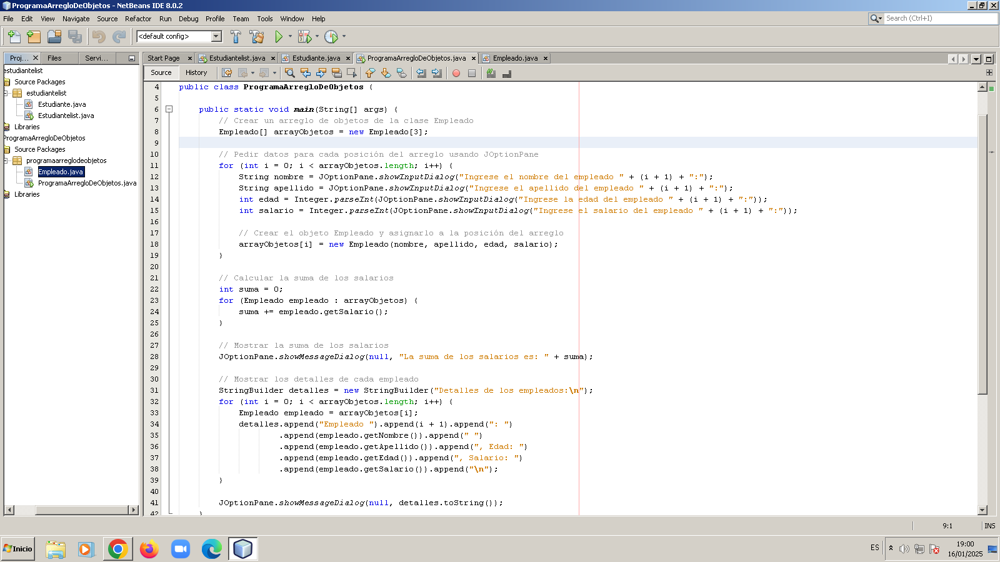 ProgramaArregloDeObjetos - NetBeans IDE 8.0.2
File Edit View Navigate Source Refactor Run Debug Profile Team Tools Window Help
Search (Ctrl+I)
<default config>
Proj... Files Servi...
Start Page Estudiantelist.java Estudiante.java ProgramaArregloDeObjetos.java Empleado.java
Source History
estudiantelist
Source Packages
estudiantelist
Estudiante.java
Estudiantelist.java
Libraries
ProgramaArregloDeObjetos
Source Packages
programaarreglodeobjetos
Empleado.java
ProgramaArregloDeObjetos.java
Libraries
4 public class ProgramaArregloDeObjetos {
5
6 public static void main(String[] args) {
7 // Crear un arreglo de objetos de la clase Empleado
8 Empleado[] arrayObjetos = new Empleado[3];
9
10 // Pedir datos para cada posición del arreglo usando JOptionPane
11 for (int i = 0; i < arrayObjetos.length; i++) {
12 String nombre = JOptionPane.showInputDialog("Ingrese el nombre del empleado " + (i + 1) + ":");
13 String apellido = JOptionPane.showInputDialog("Ingrese el apellido del empleado " + (i + 1) + ":");
14 int edad = Integer.parseInt(JOptionPane.showInputDialog("Ingrese la edad del empleado " + (i + 1) + ":"));
15 int salario = Integer.parseInt(JOptionPane.showInputDialog("Ingrese el salario del empleado " + (i + 1) + ":"));
16
17 // Crear el objeto Empleado y asignarlo a la posición del arreglo
18 arrayObjetos[i] = new Empleado(nombre, apellido, edad, salario);
19 }
20
21 // Calcular la suma de los salarios
22 int suma = 0;
23 for (Empleado empleado : arrayObjetos) {
24 suma += empleado.getSalario();
25 }
26
27 // Mostrar la suma de los salarios
28 JOptionPane.showMessageDialog(null, "La suma de los salarios es: " + suma);
29
30 // Mostrar los detalles de cada empleado
31 StringBuilder detalles = new StringBuilder("Detalles de los empleados:\n");
32 for (int i = 0; i < arrayObjetos.length; i++) {
33 Empleado empleado = arrayObjetos[i];
34 detalles.append("Empleado ").append(i + 1).append(": ")
35 .append(empleado.getNombre()).append(" ")
36 .append(empleado.getApellido()).append(", Edad: ")
37 .append(empleado.getEdad()).append(", Salario: ")
38 .append(empleado.getSalario()).append("\n");
39 }
40
41 JOptionPane.showMessageDialog(null, detalles.toString());
42 }
9:1 INS
Inicio
ES
19:00
16/01/2025